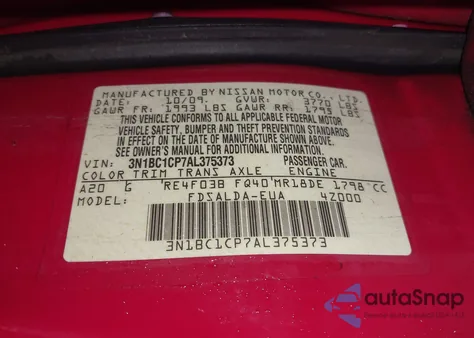 MANUFACTURED BY NISSAN MOTOR CO., LTD.
DATE: 10/09 GVWR: 3770 LBS
GAWR FR: 1993 LBS GAWR RR: 1795 LBS
THIS VEHICLE CONFORMS TO ALL APPLICABLE FEDERAL MOTOR
VEHICLE SAFETY, BUMPER AND THEFT PREVENTION STANDARDS
IN EFFECT ON THE DATE OF MANUFACTURE SHOWN ABOVE.
SEE OWNER'S MANUAL FOR ADDITIONAL INFORMATION
VIN: 3N1BC1CP7AL375373 PASSENGER CAR.
COLOR TRIM TRANS AXLE ENGINE
A20 G RE4F03B FQ40 MR18DE 1798 CC
MODEL: FDSALDA-EUA 4Z000
3N1BC1CP7AL375373
autoSnap